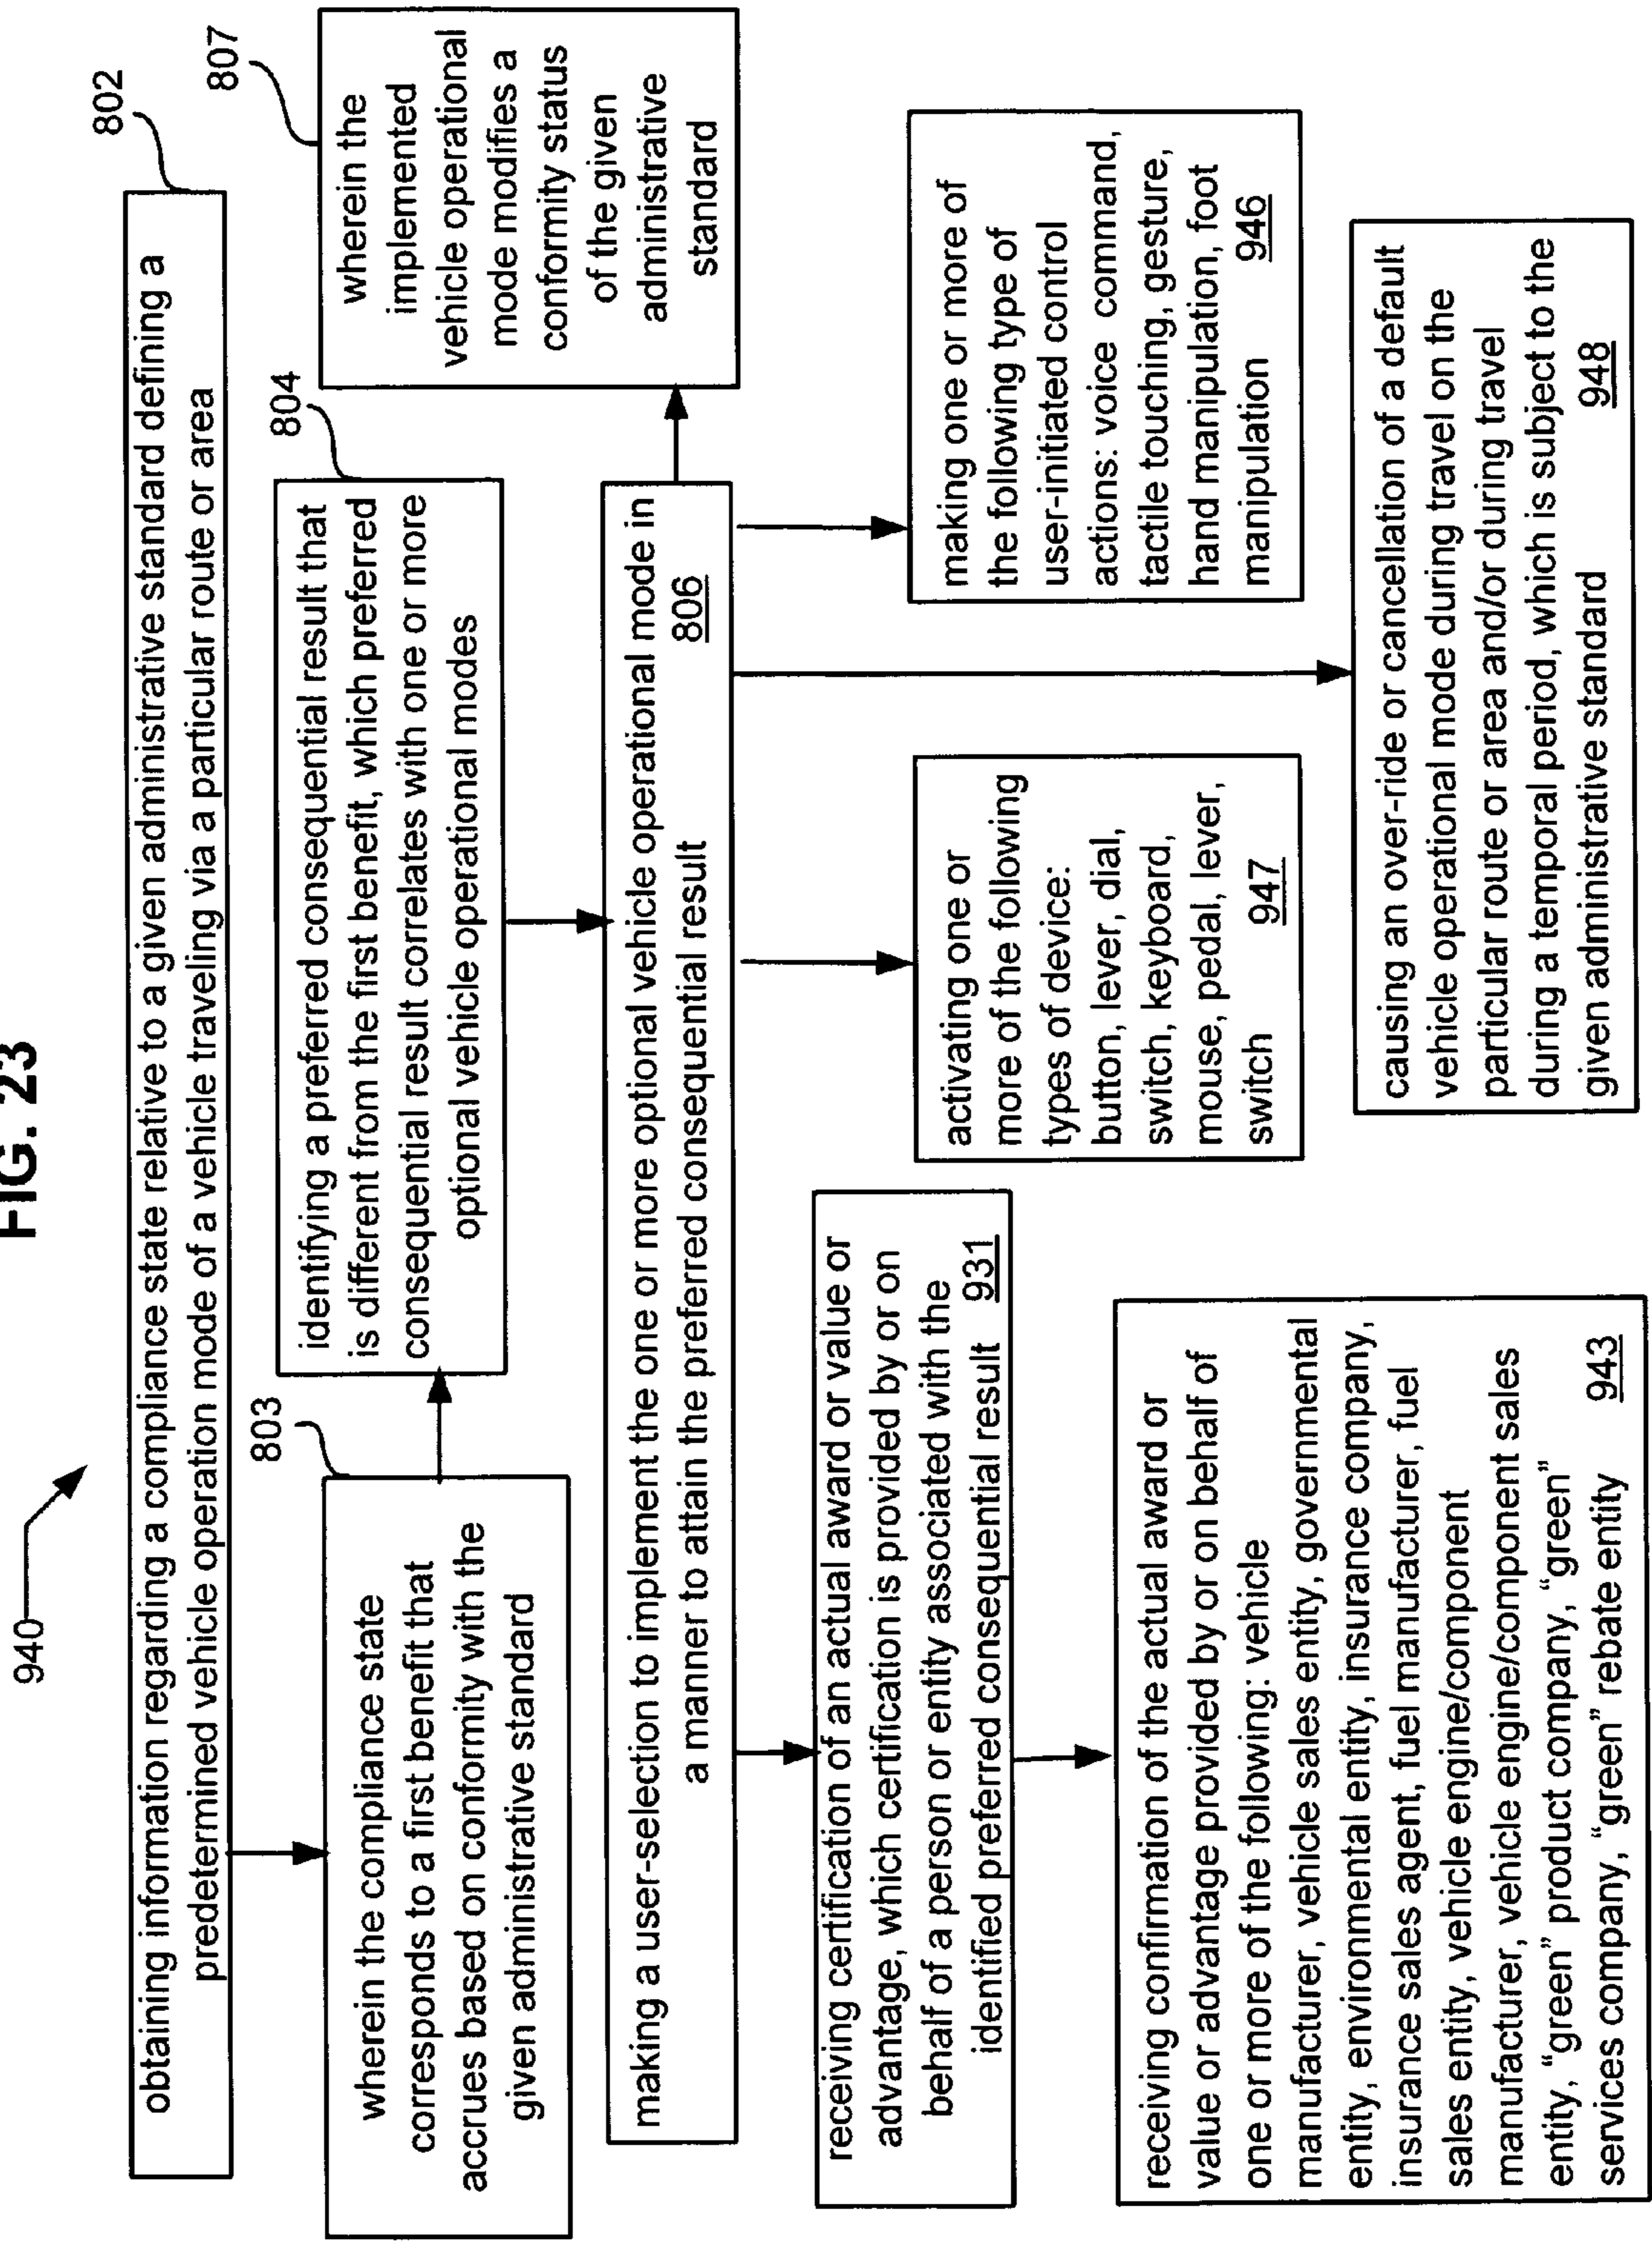 FIG. 23
940
802
obtaining information regarding a compliance state relative to a given administrative standard defining a
predetermined vehicle operation mode of a vehicle traveling via a particular route or area
803
wherein the compliance state
corresponds to a first benefit that
accrues based on conformity with the
given administrative standard
804
identifying a preferred consequential result that
is different from the first benefit, which preferred
consequential result correlates with one or more
optional vehicle operational modes
807
wherein the
implemented
vehicle operational
mode modifies a
conformity status
of the given
administrative
standard
making a user-selection to implement the one or more optional vehicle operational mode in
a manner to attain the preferred consequential result 806
receiving certification of an actual award or value or
advantage, which certification is provided by or on
behalf of a person or entity associated with the
identified preferred consequential result 931
activating one or
more of the following
types of device:
button, lever, dial,
switch, keyboard,
mouse, pedal, lever,
switch 947
making one or more of
the following type of
user-initiated control
actions: voice command,
tactile touching, gesture,
hand manipulation, foot
manipulation 946
receiving confirmation of the actual award or
value or advantage provided by or on behalf of
one or more of the following: vehicle
manufacturer, vehicle sales entity, governmental
entity, environmental entity, insurance company,
insurance sales agent, fuel manufacturer, fuel
sales entity, vehicle engine/component
manufacturer, vehicle engine/component sales
entity, “green” product company, “green”
services company, “green” rebate entity 943
causing an over-ride or cancellation of a default
vehicle operational mode during travel on the
particular route or area and/or during travel
during a temporal period, which is subject to the
given administrative standard 948